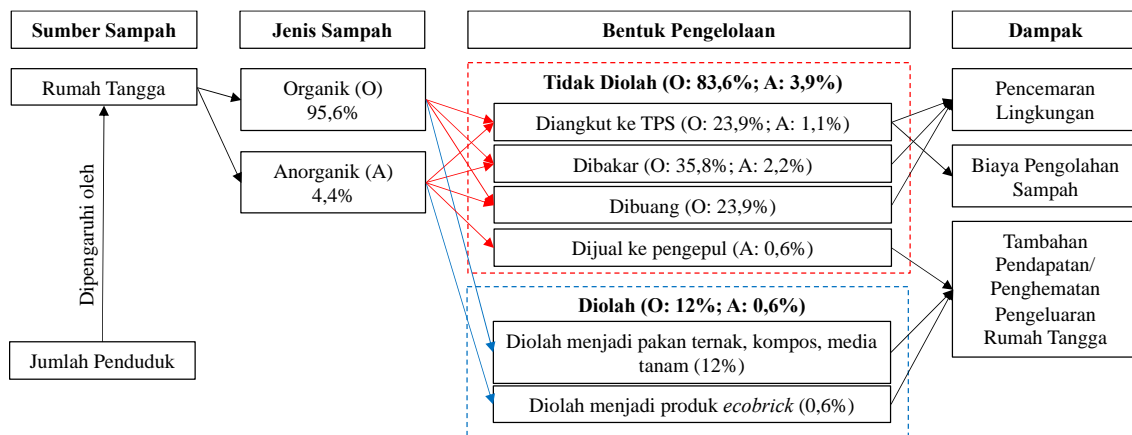 Sumber Sampah
Jenis Sampah
Bentuk Pengelolaan
Dampak
Rumah Tangga
Dipengaruhi oleh
Jumlah Penduduk
Organik (O)
95,6%
Anorganik (A)
4,4%
Tidak Diolah (O: 83,6%; A: 3,9%)
Diangkut ke TPS (O: 23,9%; A: 1,1%)
Dibakar (O: 35,8%; A: 2,2%)
Dibuang (O: 23,9%)
Dijual ke pengepul (A: 0,6%)
Diolah (O: 12%; A: 0,6%)
Diolah menjadi pakan ternak, kompos, media
tanam (12%)
Diolah menjadi produk ecobrick (0,6%)
Pencemaran
Lingkungan
Biaya Pengolahan
Sampah
Tambahan
Pendapatan/
Penghematan
Pengeluaran
Rumah Tangga